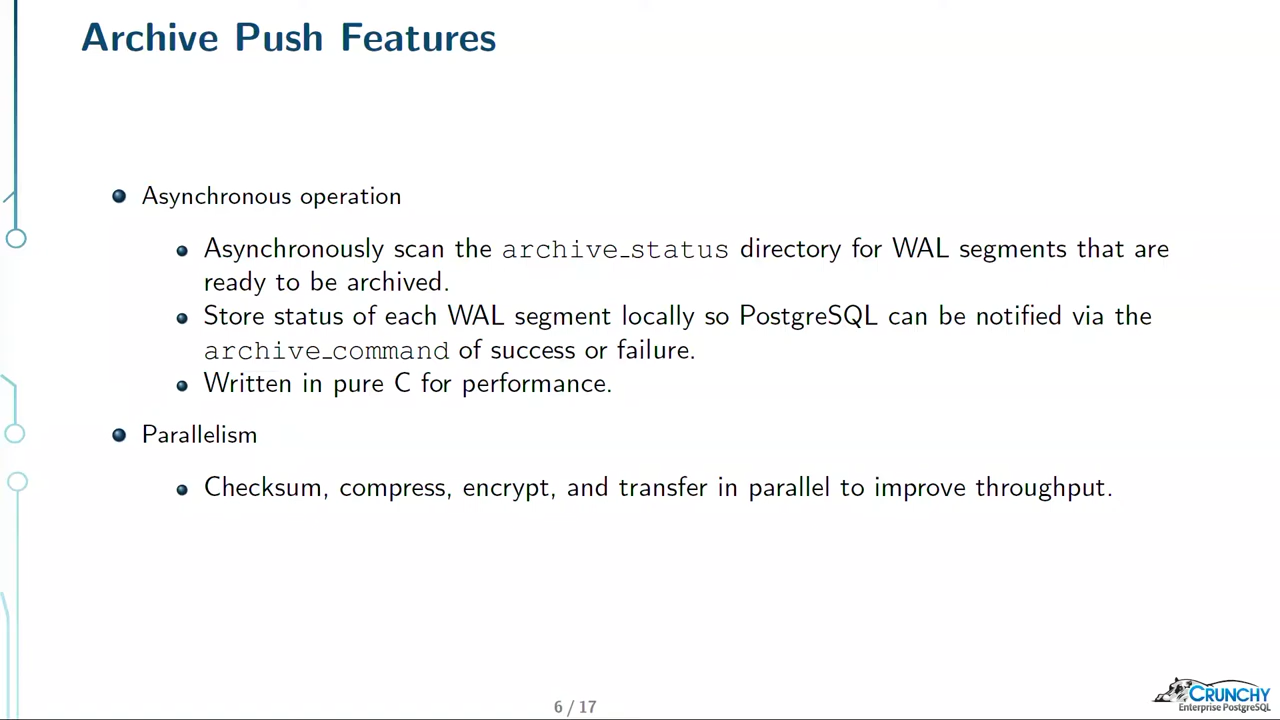 Archive Push Features
Asynchronous operation
Asynchronously scan the archive_status directory for WAL segments that are
ready to be archived.
Store status of each WAL segment locally so PostgreSQL can be notified via the
archive_command of success or failure.
Written in pure C for performance.
Parallelism
Checksum, compress, encrypt, and transfer in parallel to improve throughput.
6 / 17
CRUNCHY
Enterprise PostgreSQL